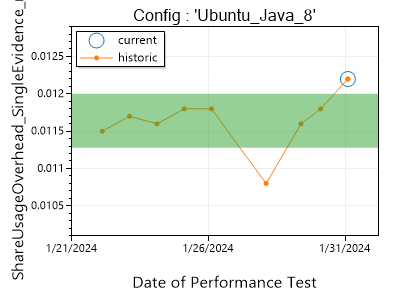 Config : 'Ubuntu_Java_8'
ShareUsageOverhead_SingleEvidence_
current
historic
0.0125
0.012
0.0115
0.011
0.0105
1/21/2024
1/26/2024
1/31/2024
Date of Performance Test